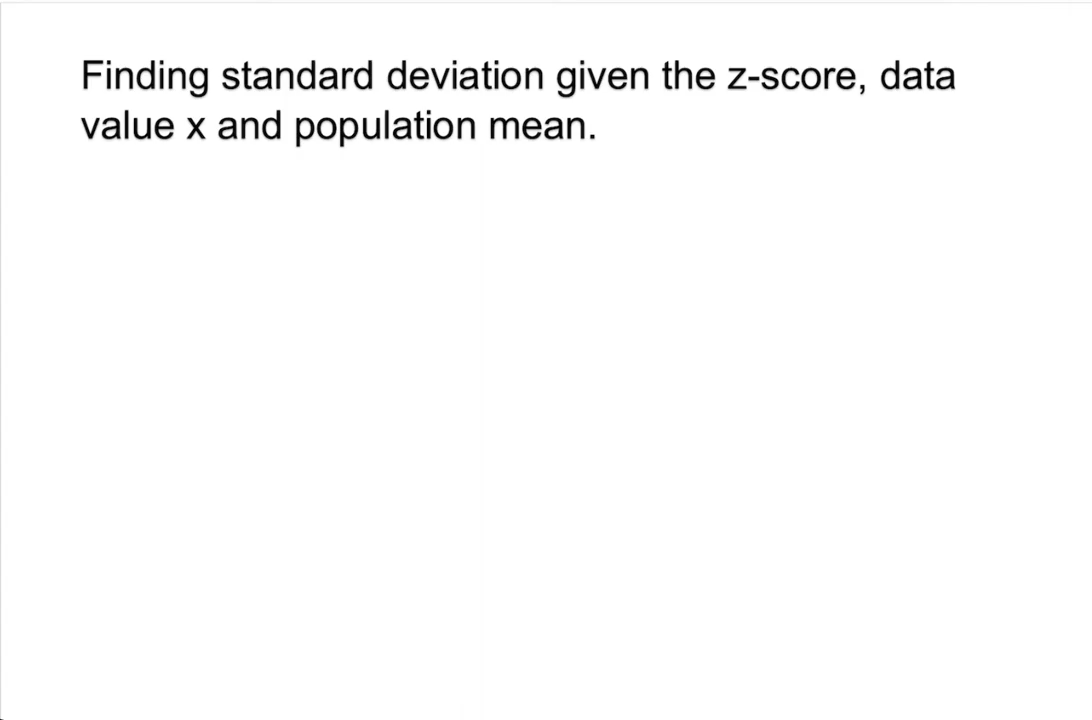 Finding standard deviation given the z-score, data
value x and population mean.